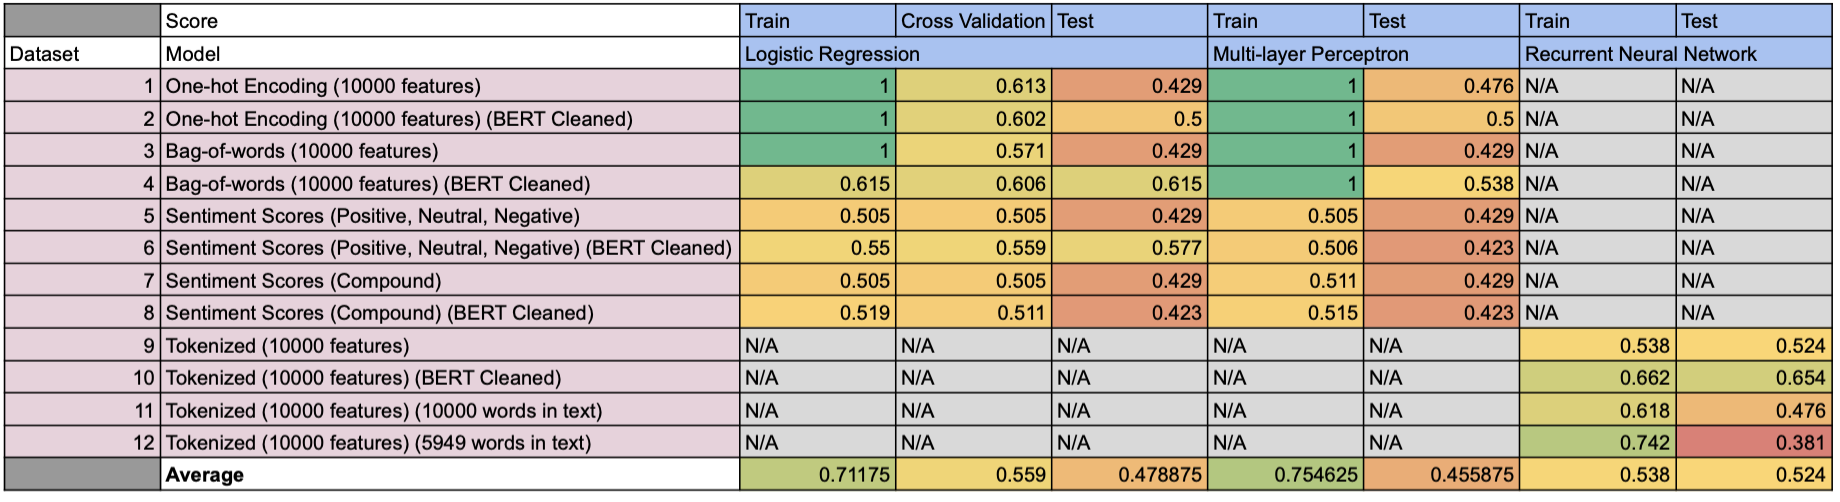 Score Train Cross Validation Test Train Test Train Test
Dataset Model Logistic Regression Multi-layer Perceptron Recurrent Neural Network
1 One-hot Encoding (10000 features) 1 0.613 0.429 1 0.476 N/A N/A
2 One-hot Encoding (10000 features) (BERT Cleaned) 1 0.602 0.5 1 0.5 N/A N/A
3 Bag-of-words (10000 features) 1 0.571 0.429 1 0.429 N/A N/A
4 Bag-of-words (10000 features) (BERT Cleaned) 0.615 0.606 0.615 1 0.538 N/A N/A
5 Sentiment Scores (Positive, Neutral, Negative) 0.505 0.505 0.429 0.505 0.429 N/A N/A
6 Sentiment Scores (Positive, Neutral, Negative) (BERT Cleaned) 0.55 0.559 0.577 0.506 0.423 N/A N/A
7 Sentiment Scores (Compound) 0.505 0.505 0.429 0.511 0.429 N/A N/A
8 Sentiment Scores (Compound) (BERT Cleaned) 0.519 0.511 0.423 0.515 0.423 N/A N/A
9 Tokenized (10000 features) N/A N/A N/A N/A N/A 0.538 0.524
10 Tokenized (10000 features) (BERT Cleaned) N/A N/A N/A N/A N/A 0.662 0.654
11 Tokenized (10000 features) (10000 words in text) N/A N/A N/A N/A N/A 0.618 0.476
12 Tokenized (10000 features) (5949 words in text) N/A N/A N/A N/A N/A 0.742 0.381
Average 0.71175 0.559 0.478875 0.754625 0.455875 0.538 0.524